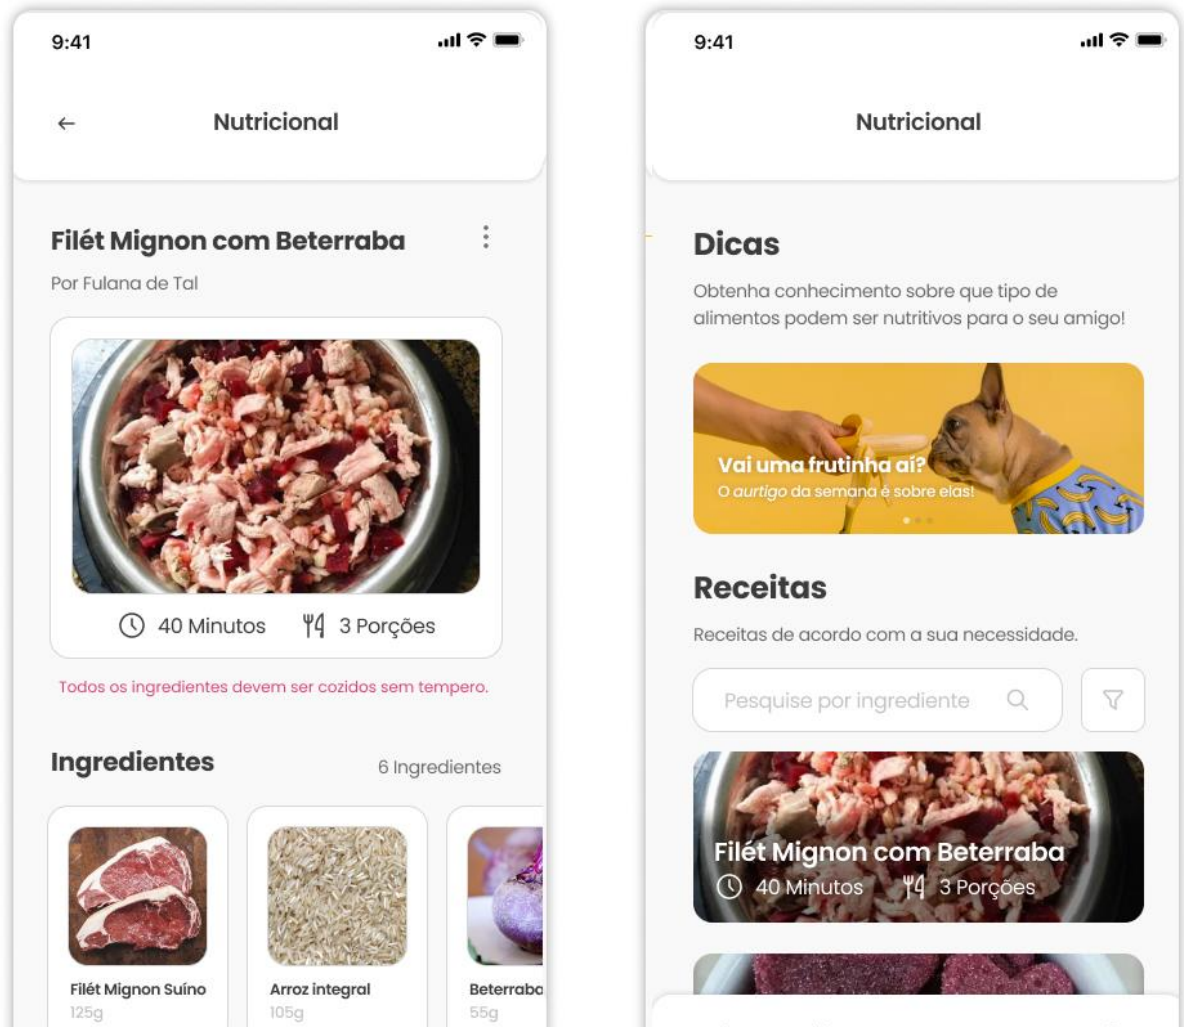 9:41
Nutricional
Filét Mignon com Beterraba
Por Fulana de Tal
40 Minutos 3 Porções
Todos os ingredientes devem ser cozidos sem tempero.
Ingredientes
6 Ingredientes
Filét Mignon Suíno
125g
Arroz integral
105g
Beterraba
55g
9:41
Nutricional
Dicas
Obtenha conhecimento sobre que tipo de
alimentos podem ser nutritivos para o seu amigo!
Vai uma frutinha aí?
O aurtigo da semana é sobre elas!
Receitas
Receitas de acordo com a sua necessidade.
Pesquise por ingrediente
Filét Mignon com Beterraba
40 Minutos 3 Porções